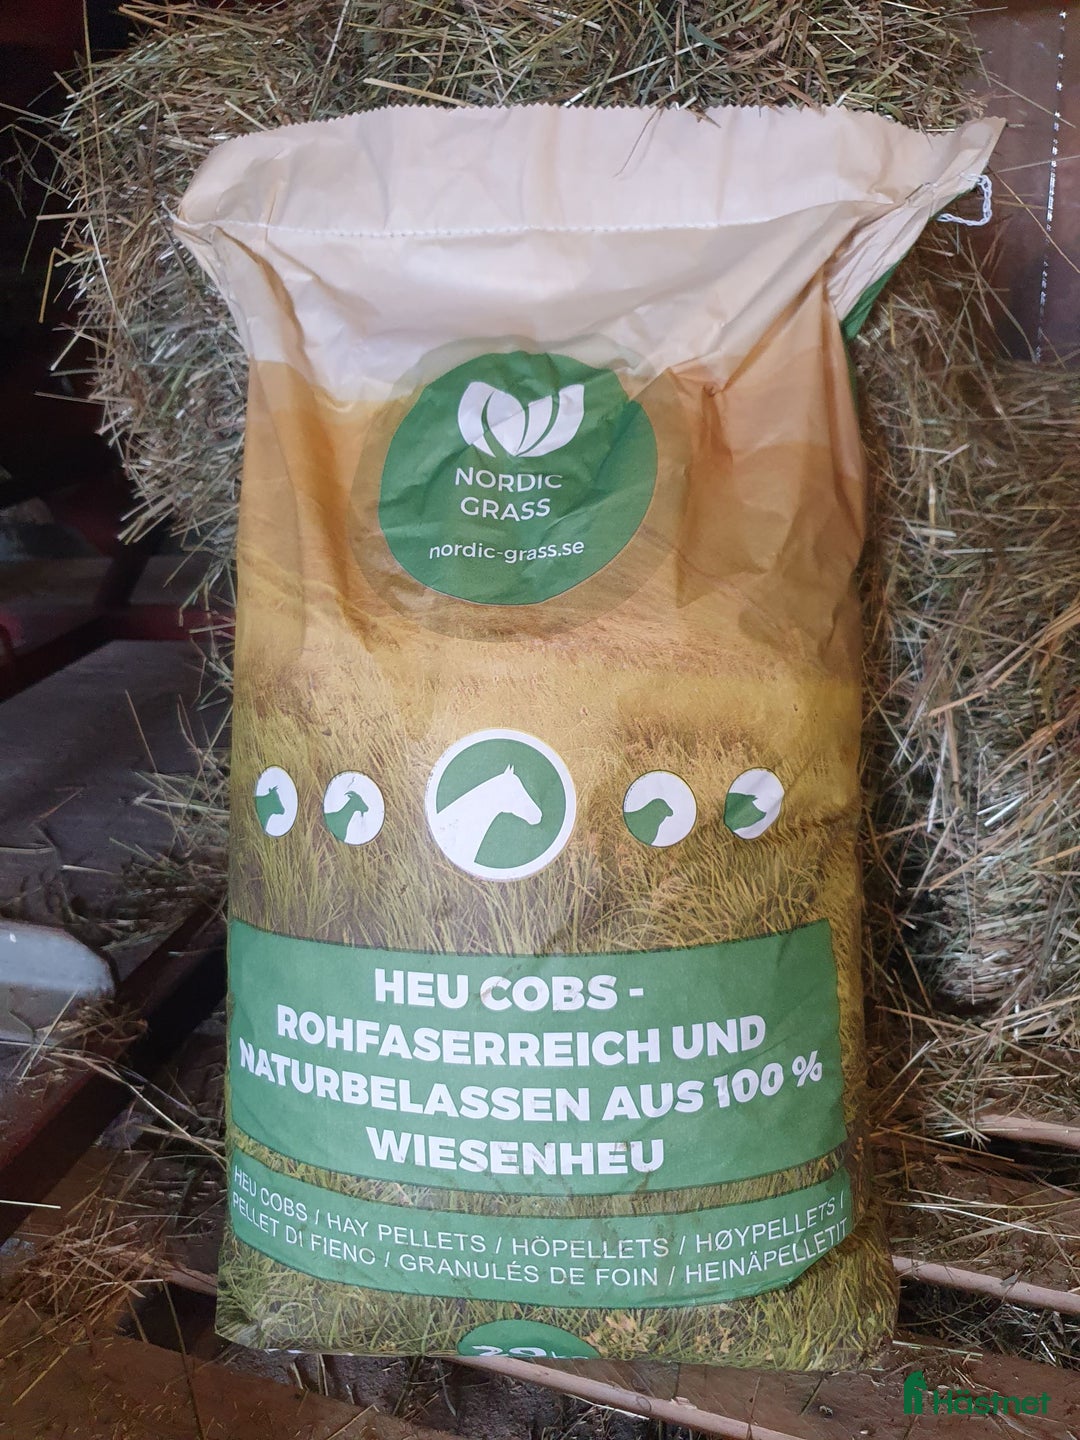 NORDIC
GRASS
nordic-grass.se
HEU COBS -
ROHFASERREICH UND
NATURBELASSEN AUS 100 %
WIESENHEU
HEU COBS / HAY PELLETS / HÖPELLETS / HØYPELLETS /
PELLET DI FIENO / GRANULÉS DE FOIN / HEINÄPELLETIT
Hästnet